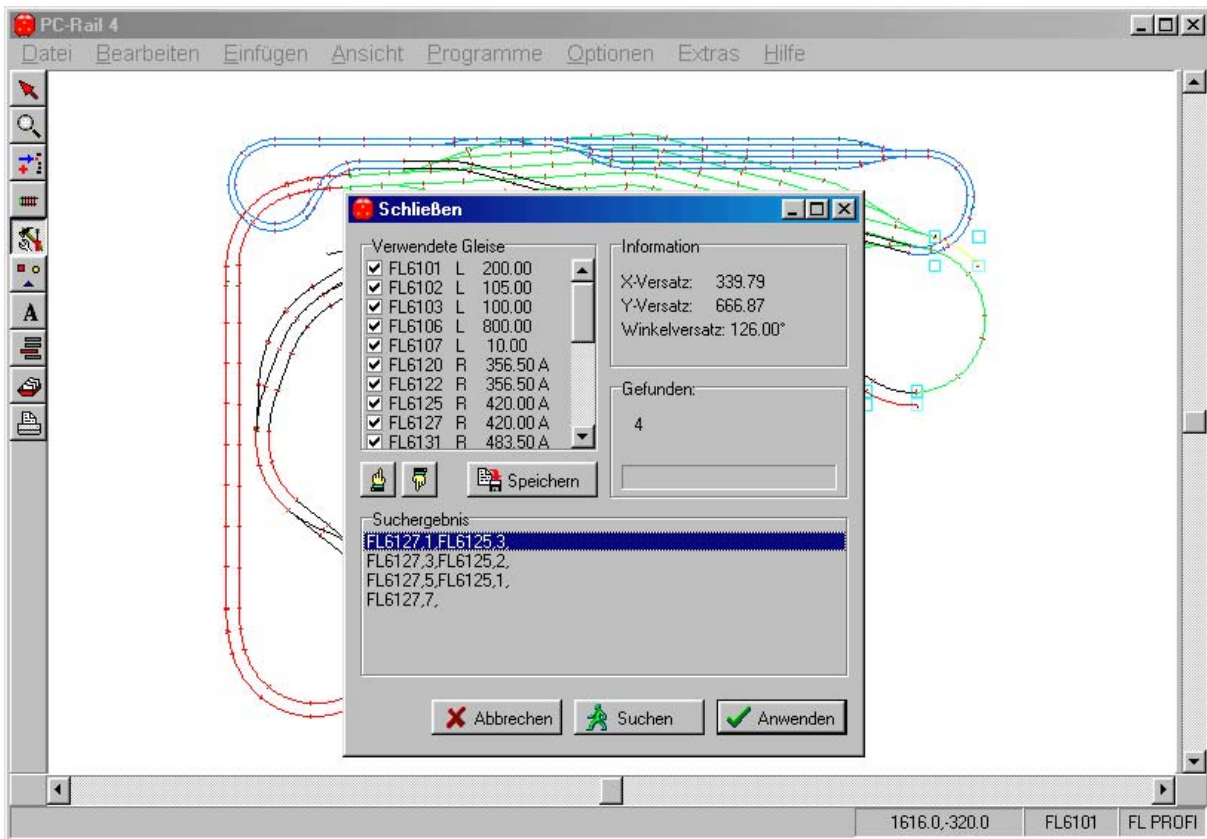 PC-Rail 4
Datei Bearbeiten Einfügen Ansicht Programme Optionen Extras Hilfe
A
Schließen
Verwendete Gleise
FL6101 L 200.00
FL6102 L 105.00
FL6103 L 100.00
FL6106 L 800.00
FL6107 L 10.00
FL6120 R 356.50 A
FL6122 R 356.50 A
FL6125 R 420.00 A
FL6127 R 420.00 A
FL6131 R 483.50 A
Speichern
Information
X-Versatz: 339.79
Y-Versatz: 666.87
Winkelversatz: 126.00°
Gefunden:
4
Suchergebnis
FL6127,1,FL6125,3,
FL6127,3,FL6125,2,
FL6127,5,FL6125,1,
FL6127,7,
Abbrechen Suchen Anwenden
1616.0,-320.0 FL6101 FL PROFI